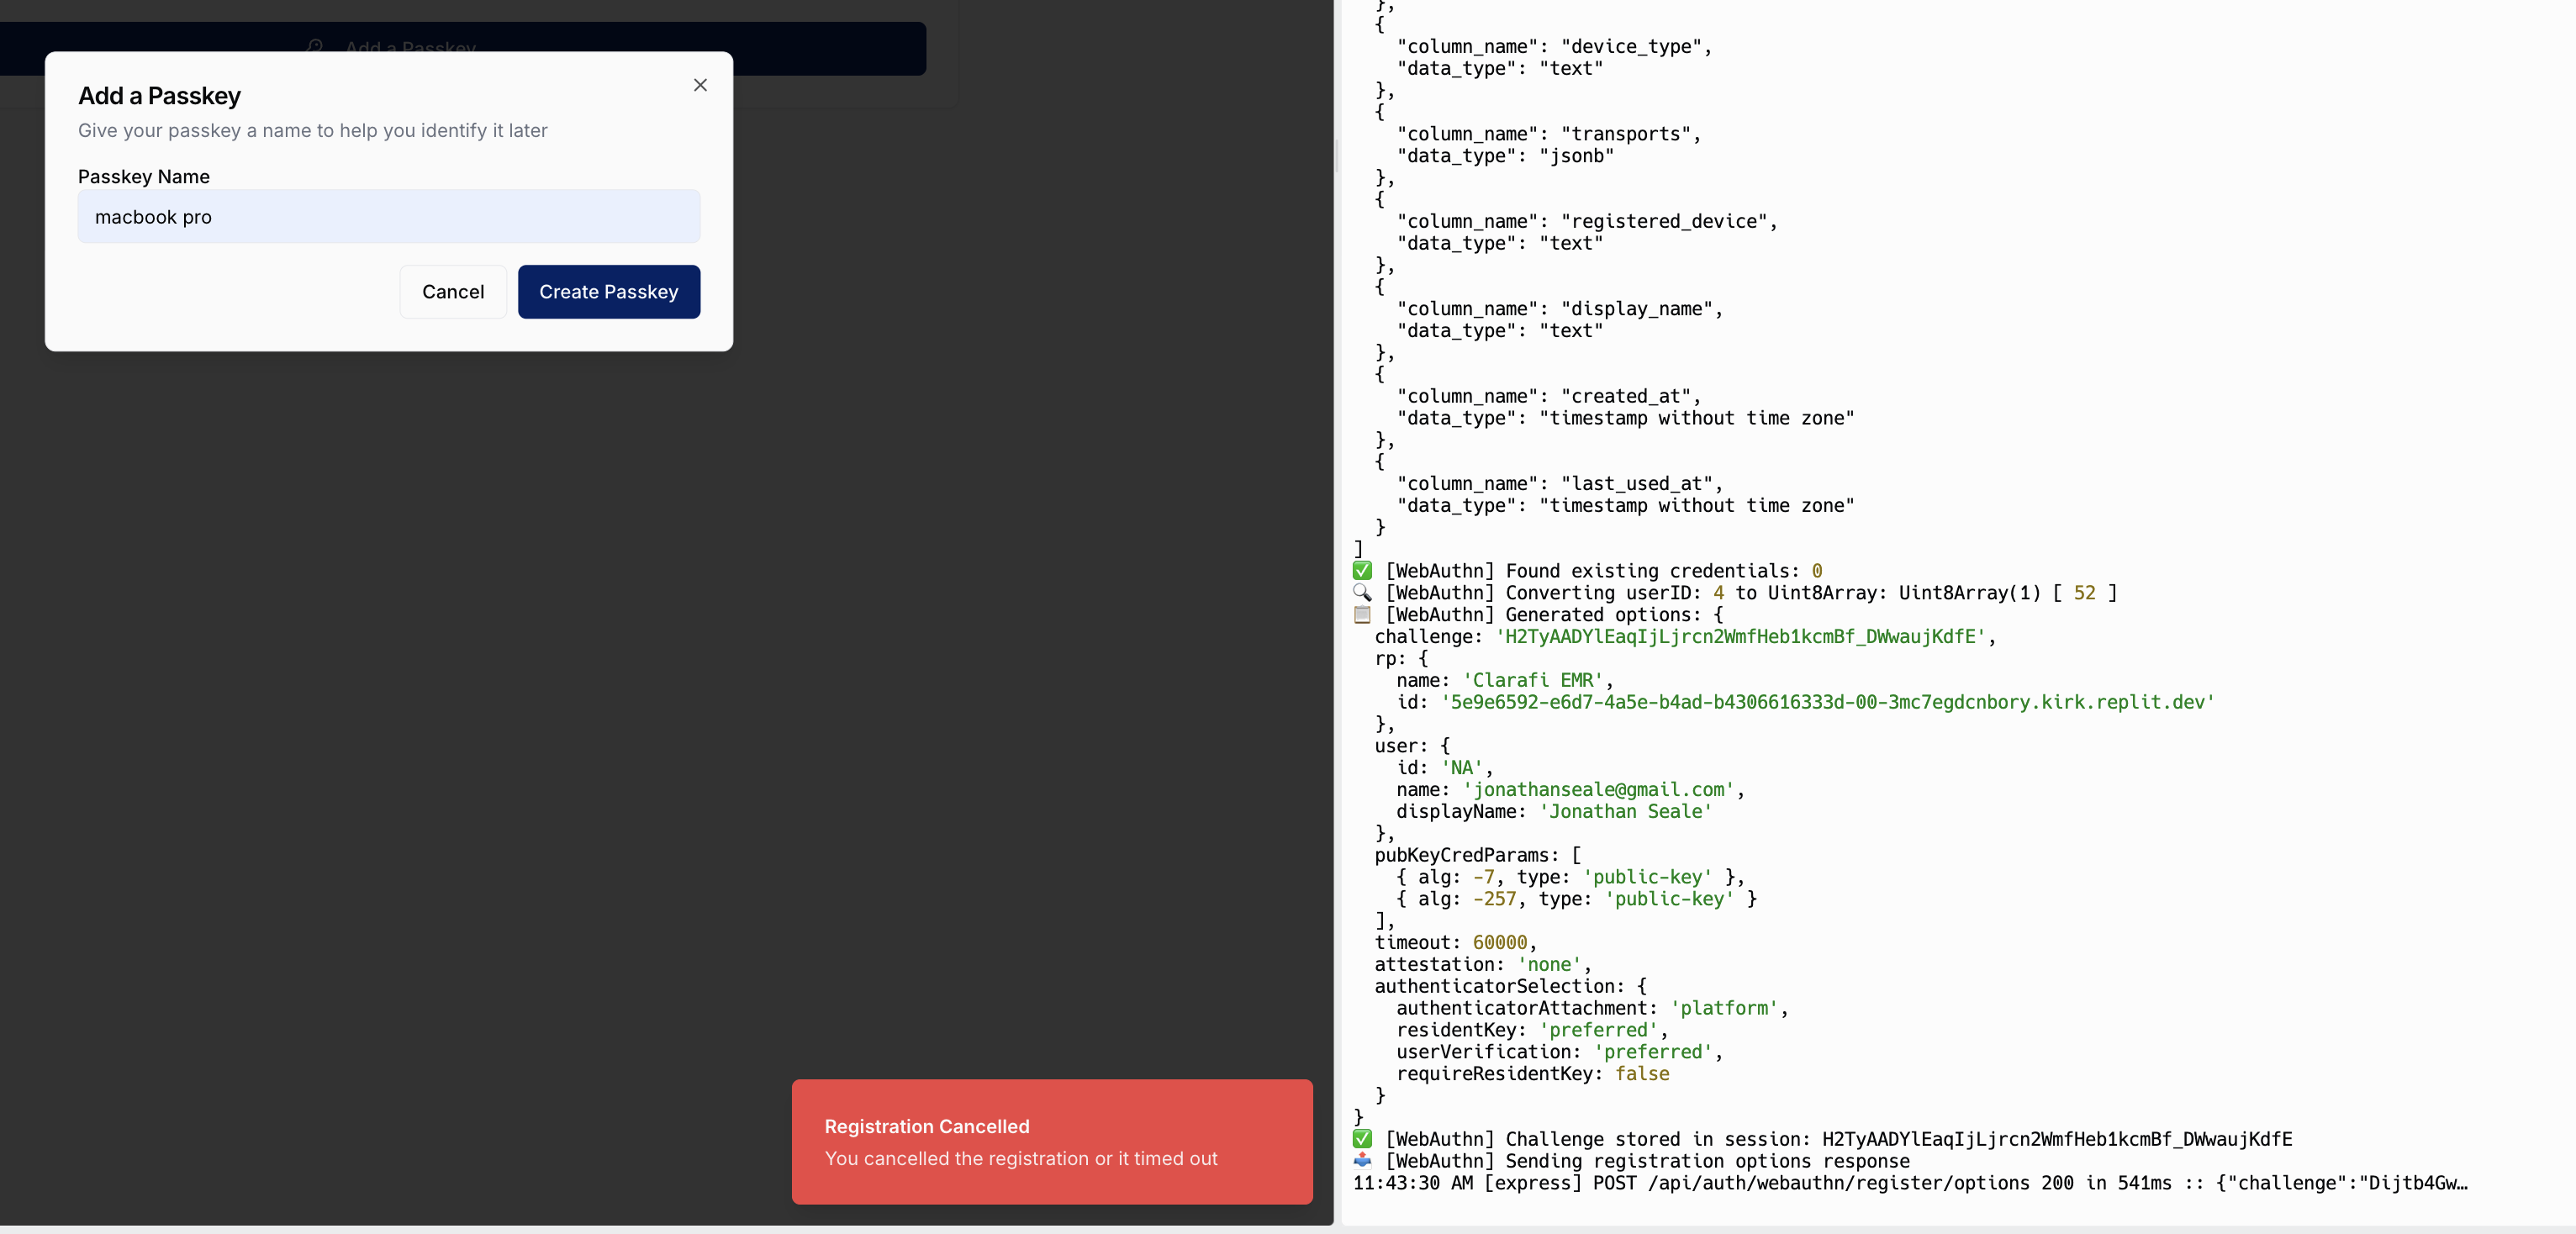 Add a Passkey
Add a Passkey
Give your passkey a name to help you identify it later
Passkey Name
macbook pro
Cancel
Create Passkey
Registration Cancelled
You cancelled the registration or it timed out
},
{
"column_name": "device_type",
"data_type": "text"
},
{
"column_name": "transports",
"data_type": "jsonb"
},
{
"column_name": "registered_device",
"data_type": "text"
},
{
"column_name": "display_name",
"data_type": "text"
},
{
"column_name": "created_at",
"data_type": "timestamp without time zone"
},
{
"column_name": "last_used_at",
"data_type": "timestamp without time zone"
}
]
✅ [WebAuthn] Found existing credentials: 0
🔍 [WebAuthn] Converting userID: 4 to Uint8Array: Uint8Array(1) [ 52 ]
📋 [WebAuthn] Generated options: {
challenge: 'H2TyAADYlEaqIjLjrcn2WmfHeb1kcmBf_DWwaujKdfE',
rp: {
name: 'Clarafi EMR',
id: '5e9e6592-e6d7-4a5e-b4ad-b4306616333d-00-3mc7egdcnbory.kirk.replit.dev'
},
user: {
id: 'NA',
name: 'jonathanseale@gmail.com',
displayName: 'Jonathan Seale'
},
pubKeyCredParams: [
{ alg: -7, type: 'public-key' },
{ alg: -257, type: 'public-key' }
],
timeout: 60000,
attestation: 'none',
authenticatorSelection: {
authenticatorAttachment: 'platform',
residentKey: 'preferred',
userVerification: 'preferred',
requireResidentKey: false
}
}
✅ [WebAuthn] Challenge stored in session: H2TyAADYlEaqIjLjrcn2WmfHeb1kcmBf_DWwaujKdfE
📤 [WebAuthn] Sending registration options response
11:43:30 AM [express] POST /api/auth/webauthn/register/options 200 in 541ms :: {"challenge":"Dijtb4Gw…